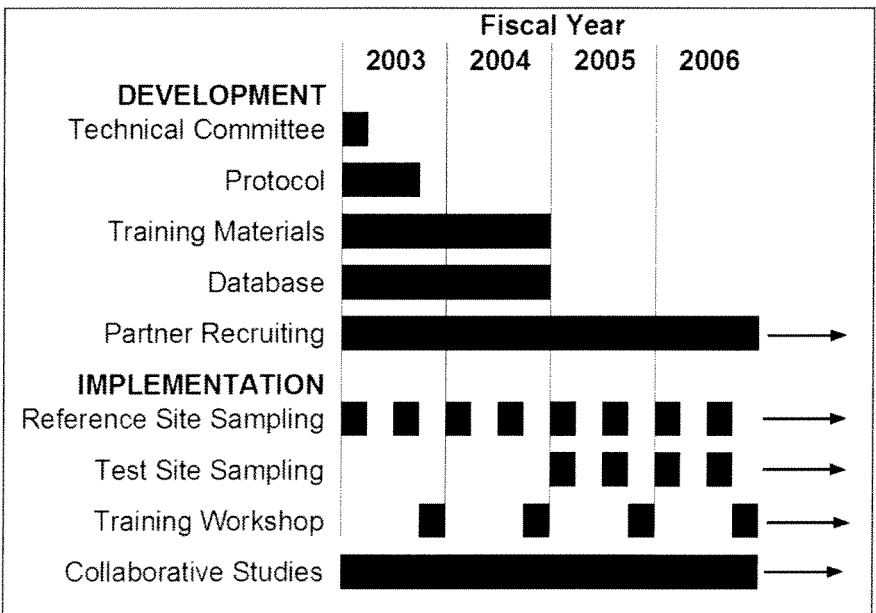 Fiscal Year
2003 2004 2005 2006
DEVELOPMENT
Technical Committee
Protocol
Training Materials
Database
Partner Recruiting
IMPLEMENTATION
Reference Site Sampling
Test Site Sampling
Training Workshop
Collaborative Studies